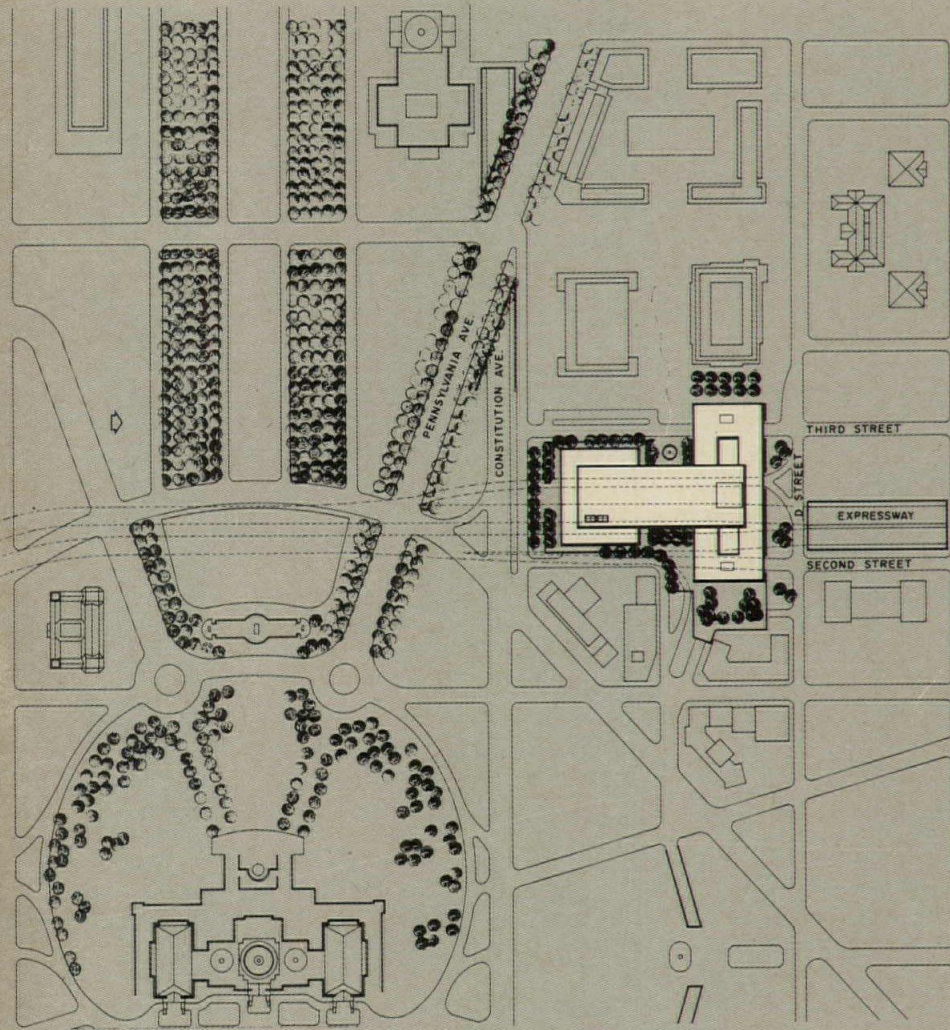 PENNSYLVANIA AVE.
CONSTITUTION AVE.
THIRD STREET
D STREET
EXPRESSWAY
SECOND STREET